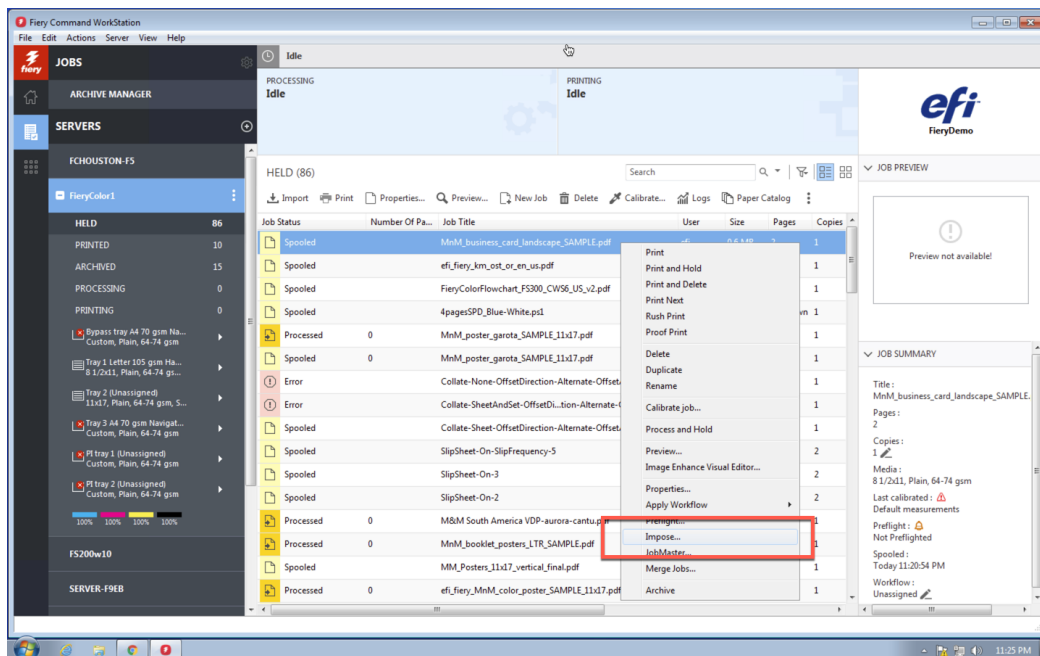 Fiery Command WorkStation
File Edit Actions Server View Help
fiery
JOBS
Idle
ARCHIVE MANAGER
SERVERS
FCHOUSTON-F5
FieryColor1
HELD 86
PRINTED 10
ARCHIVED 15
PROCESSING 0
PRINTING 0
Bypass tray A4 70 gsm Na...
Custom, Plain, 64-74 gsm
Tray 1 Letter 105 gsm Ha...
8 1/2x11, Plain, 64-74 gs...
Tray 2 (Unassigned)
11x17, Plain, 64-74 gsm, S...
Tray 3 A4 70 gsm Navigat...
Custom, Plain, 64-74 gsm
PI tray 1 (Unassigned)
Custom, Plain, 64-74 gsm
PI tray 2 (Unassigned)
Custom, Plain, 64-74 gsm
100% 100% 100% 100%
FS200w10
SERVER-F9EB
PROCESSING
Idle
PRINTING
Idle
HELD (86)
Search
Import Print Properties... Preview... New Job Delete Calibrate... Logs Paper Catalog
Job Status Number Of Pa... Job Title User Size Pages Copies
Spooled MnM_business_card_landscape_SAMPLE.pdf efi 0.6 MB 2 1
Spooled efi_fiery_km_ost_or_en_us.pdf 1
Spooled FieryColorFlowchart_FS300_CWS6_US_v2.pdf 1
Spooled 4pagesSPD_Blue-White.ps1 wn 1
Processed 0 MnM_poster_garota_SAMPLE_11x17.pdf 1
Spooled 0 MnM_poster_garota_SAMPLE_11x17.pdf 1
Error Collate-None-OffsetDirection-Alternate-Offset 1
Error Collate-SheetAndSet-OffsetDi...tion-Alternate- 1
Spooled Collate-Sheet-OffsetDirection-Alternate-Offset 1
Spooled SlipSheet-On-SlipFrequency-5 2
Spooled SlipSheet-On-3 2
Spooled SlipSheet-On-2 2
Processed 0 M&M South America VDP-aurora-cantu.pdf 1
Processed 0 MnM_booklet_posters_LTR_SAMPLE.pdf 1
Spooled MM_Posters_11x17_vertical_final.pdf 1
Processed 0 efi_fiery_MnM_color_poster_SAMPLE_11x17.pdf 1
Print
Print and Hold
Print and Delete
Print Next
Rush Print
Proof Print
Delete
Duplicate
Rename
Calibrate job...
Process and Hold
Preview...
Image Enhance Visual Editor...
Properties...
Apply Workflow
Preflight...
Impose...
JobMaster...
Merge Jobs...
Archive
efi
FieryDemo
JOB PREVIEW
Preview not available!
JOB SUMMARY
Title :
MnM_business_card_landscape_SAMPLE.
Pages :
2
Copies :
1
Media :
8 1/2x11, Plain, 64-74 gsm
Last calibrated :
Default measurements
Preflight :
Not Preflighted
Spooled :
Today 11:20:54 PM
Workflow :
Unassigned
11:25 PM